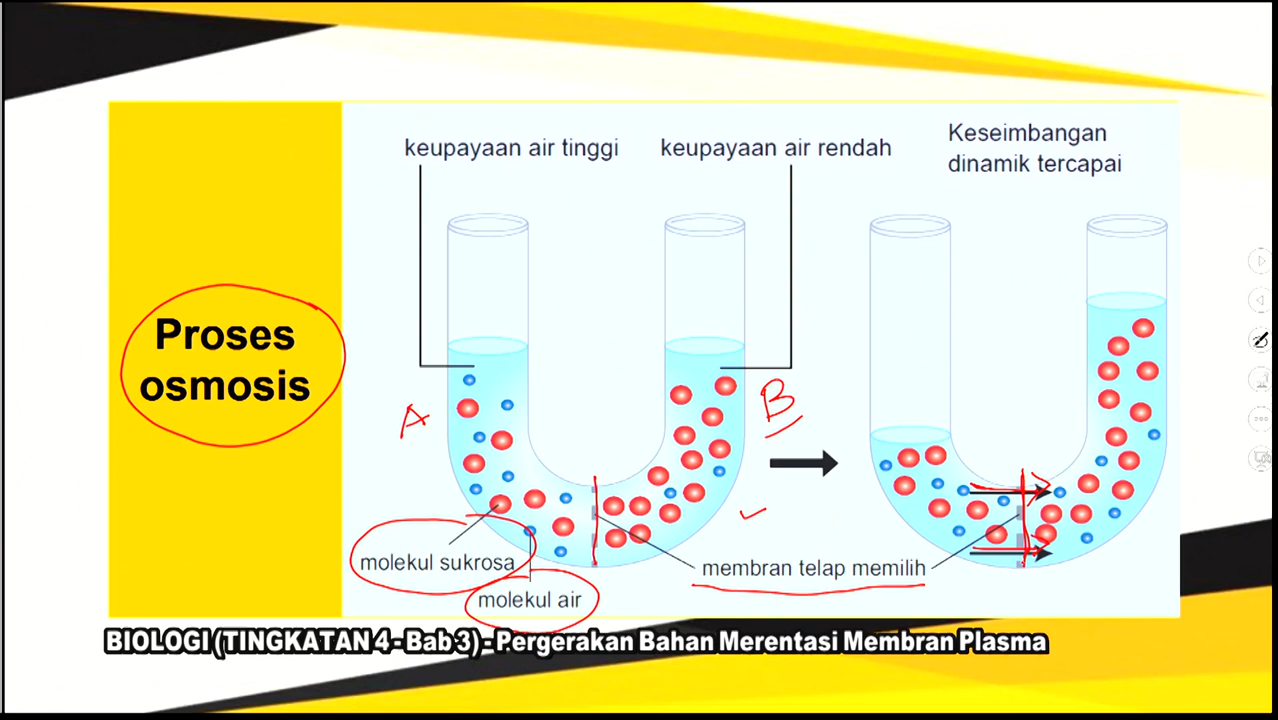 keupayaan air tinggi
keupayaan air rendah
Keseimbangan
dinamik tercapai
Proses
osmosis
A
B
molekul sukrosa
molekul air
membran telap memilih
BIOLOGI (TINGKATAN 4 - Bab 3) - Pergerakan Bahan Merentasi Membran Plasma